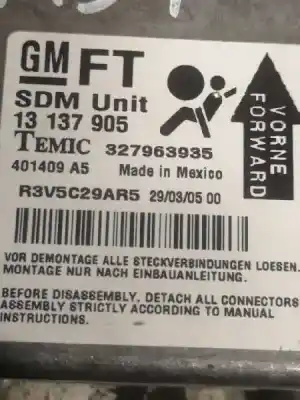 GM FT
SDM Unit
13 137 905
TEMIC 327963935
401409 A5 Made in Mexico
R3V5C29AR5 29/03/05 00
VORNE
FORWARD
VOR DEMONTAGE ALLE STECKVERBINDUNGEN LOESEN.
MONTAGE NUR NACH EINBAUANLEITUNG.
BEFORE DISASSEMBLY, DETACH ALL CONNECTORS
ASSEMBLY STRICTLY ACCORDING TO MANUAL
INSTRUCTIONS.